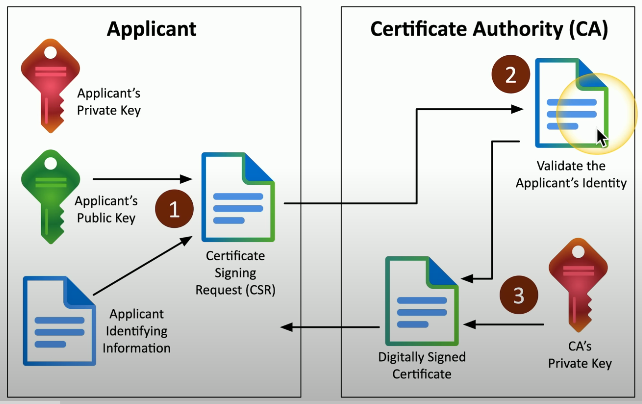 Applicant
Applicant's
Private Key
Applicant's
Public Key
1
Certificate
Signing
Request (CSR)
Applicant
Identifying
Information
Certificate Authority (CA)
2
Validate the
Applicant's Identity
3
Digitally Signed
Certificate
CA's
Private Key